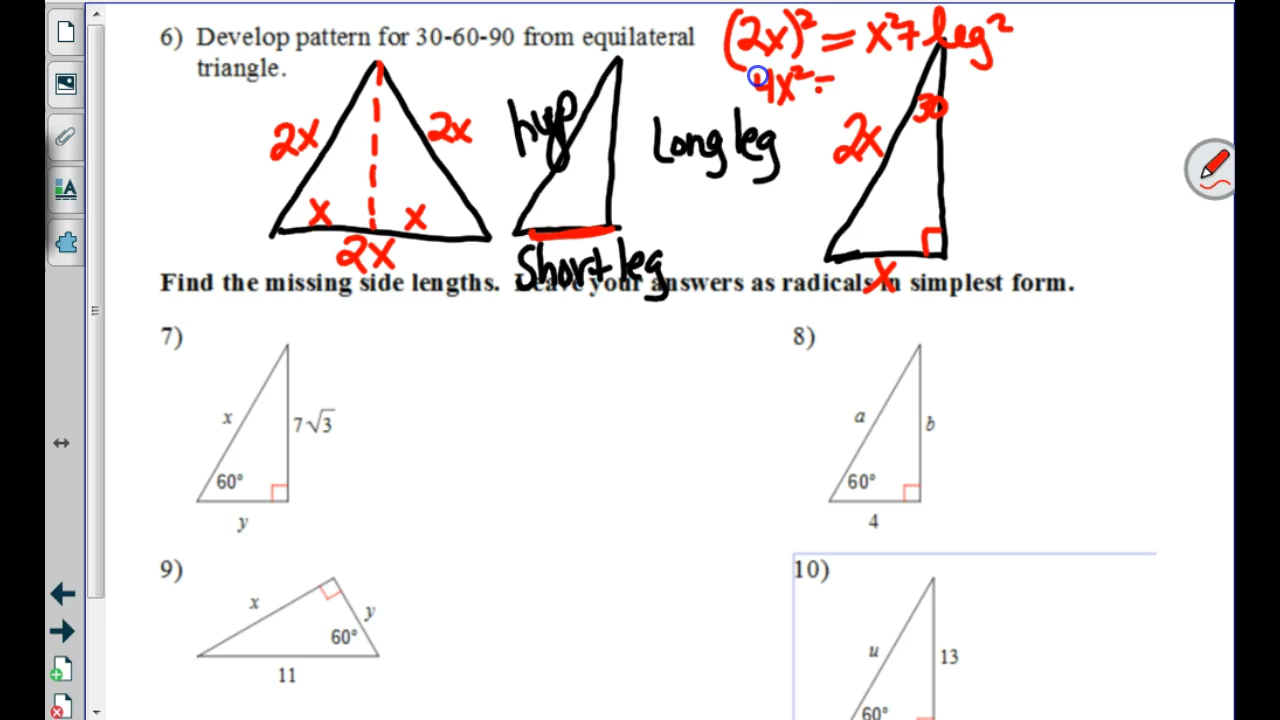 6) Develop pattern for 30-60-90 from equilateral
triangle.
(2x)² = x² + leg²
4x² =
2x
2x
x
x
2x
hyp
Long leg
Short leg
2x
30
x
Find the missing side lengths. Leave your answers as radicals in simplest form.
7)
x
7√3
60°
y
8)
a
b
60°
4
9)
x
y
60°
11
10)
u
13
60°